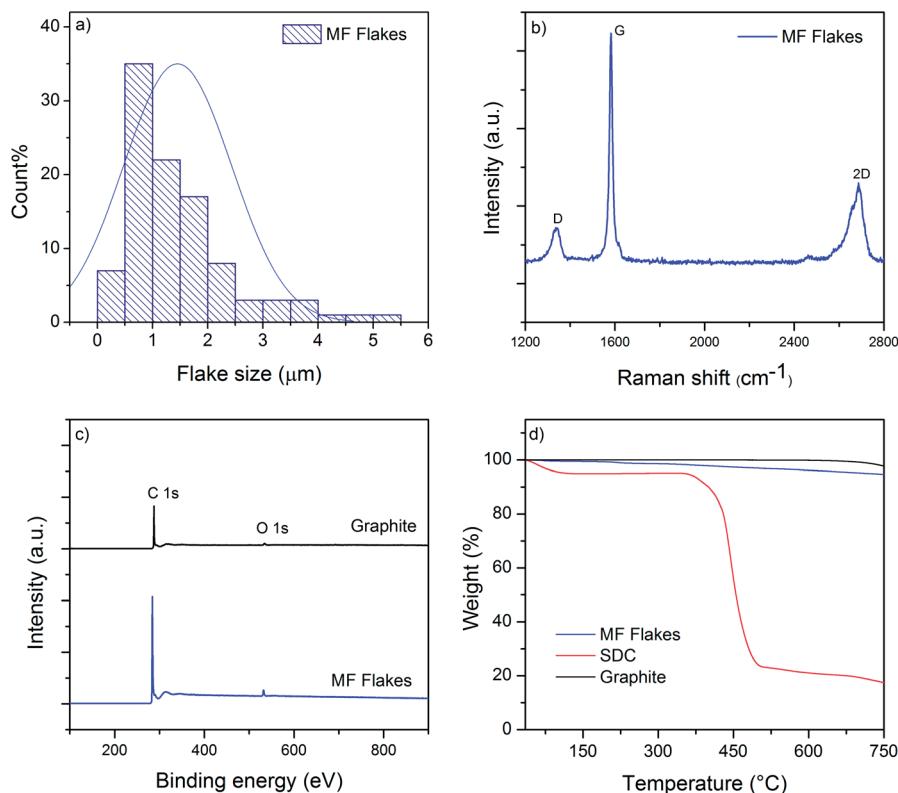 a)
MF Flakes
40
30
20
10
0
Count%
0 1 2 3 4 5 6
Flake size (μm)
b)
G
MF Flakes
D
2D
Intensity (a.u.)
1200 1600 2000 2400 2800
Raman shift (cm-1)
c)
C 1s
O 1s
Graphite
MF Flakes
Intensity (a.u.)
200 400 600 800
Binding energy (eV)
d)
100
80
60
40
20
0
Weight (%)
MF Flakes
SDC
Graphite
150 300 450 600 750
Temperature (°C)